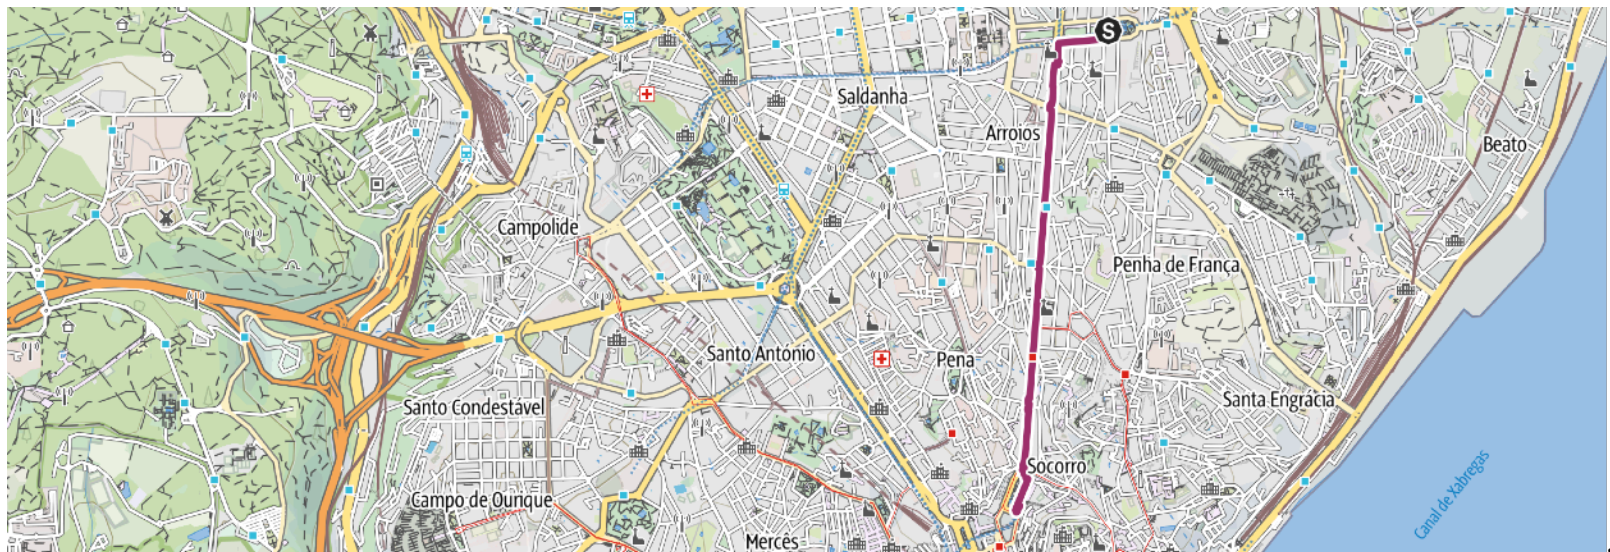 S
Saldanha
Arroios
Beato
Campolide
Penha de França
Santo António
Pena
Santo Condestável
Santa Engrácia
Socorro
Campo de Ourique
Canal de Xabregas
Mercês